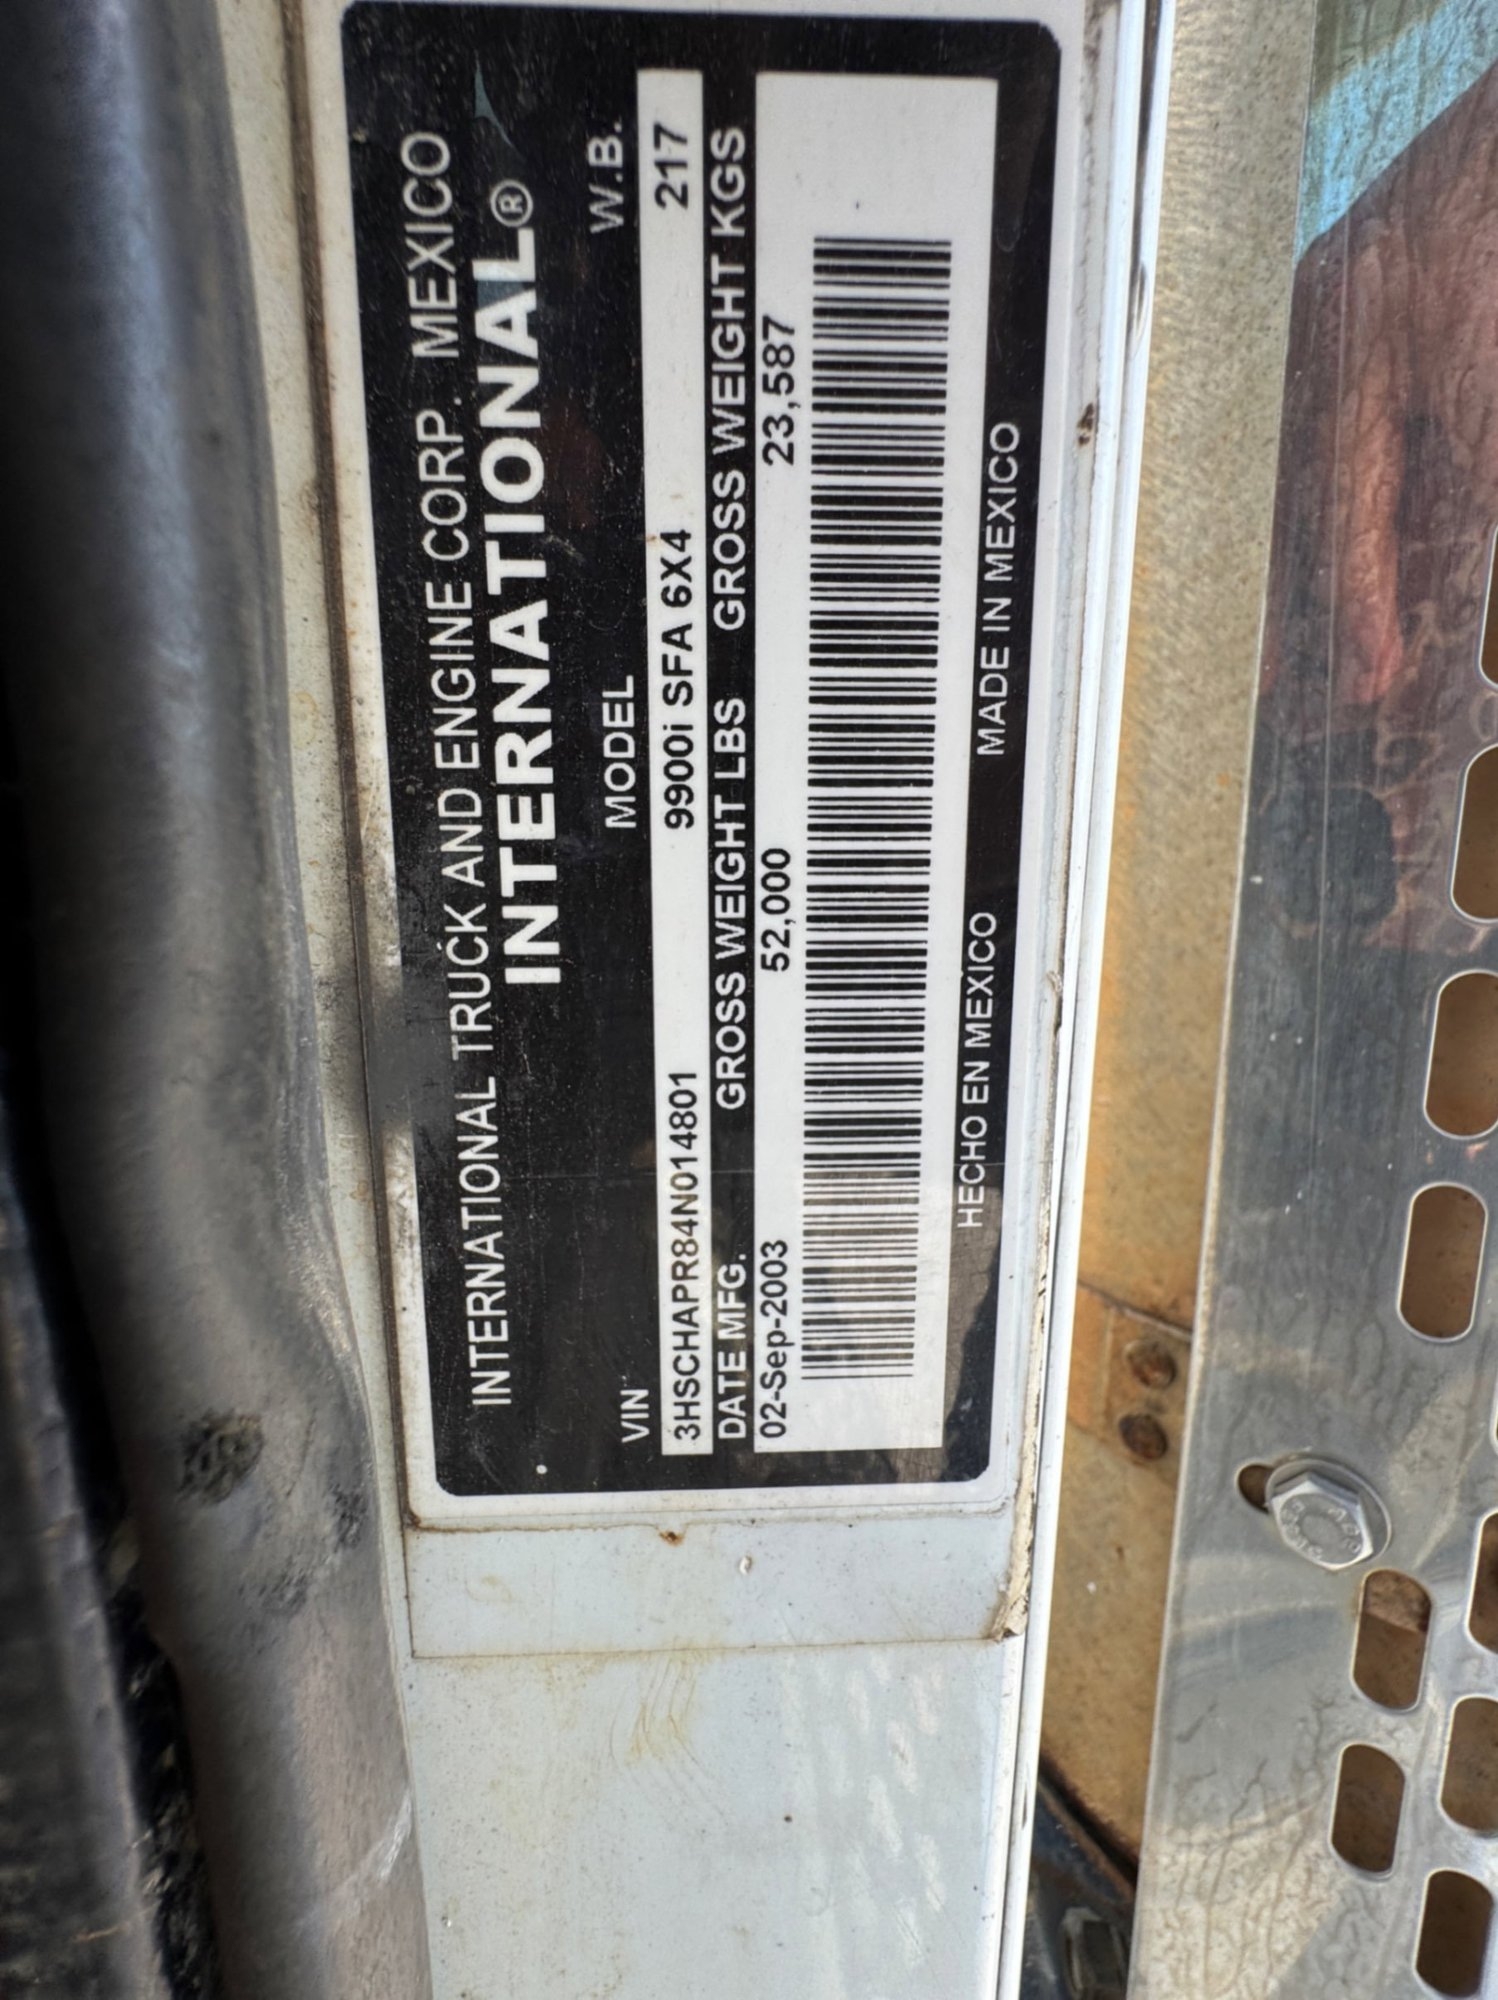 INTERNATIONAL TRUCK AND ENGINE CORP. MEXICO
INTERNATIONAL®
VIN MODEL W.B.
3HSCHAPR84N014801 9900i SFA 6X4 217
DATE MFG. GROSS WEIGHT LBS GROSS WEIGHT KGS
02-Sep-2003 52,000 23,587
HECHO EN MEXICO MADE IN MEXICO